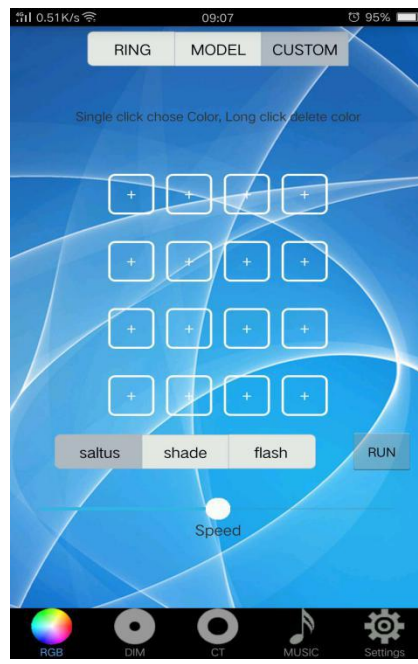 0.51K/s 09:07 95%
RING MODEL CUSTOM
Single click chose Color, Long click delete color
+ + + +
+ + + +
+ + + +
+ + + +
saltus shade flash RUN
Speed
RGB DIM CT MUSIC Settings